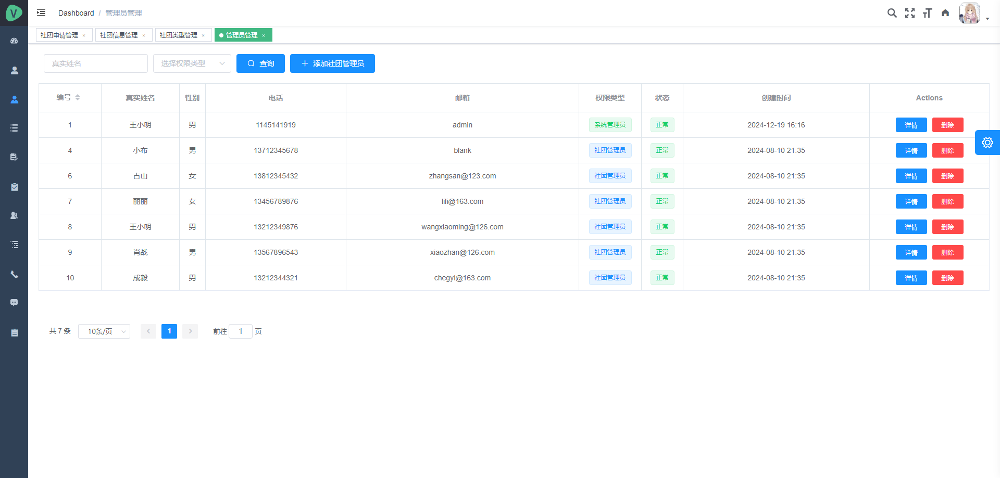 V
Dashboard / 管理员管理
社团申请管理 × 社团信息管理 × 社团类型管理 × 管理员管理 ×
真实姓名 选择权限类型 查询 添加社团管理员
编号 真实姓名 性别 电话 邮箱 权限类型 状态 创建时间 Actions
1 王小明 男 1145141919 admin 系统管理员 正常 2024-12-19 16:16 详情 删除
4 小布 男 13712345678 blank 社团管理员 正常 2024-08-10 21:35 详情 删除
6 占山 女 13812345432 zhangsan@123.com 社团管理员 正常 2024-08-10 21:35 详情 删除
7 丽丽 女 13456789876 lili@163.com 社团管理员 正常 2024-08-10 21:35 详情 删除
8 王小明 男 13212349876 wangxiaoming@126.com 社团管理员 正常 2024-08-10 21:35 详情 删除
9 肖战 男 13567896543 xiaozhan@126.com 社团管理员 正常 2024-08-10 21:35 详情 删除
10 成毅 男 13212344321 chegyi@163.com 社团管理员 正常 2024-08-10 21:35 详情 删除
共 7 条 10条/页 1 前往 1 页